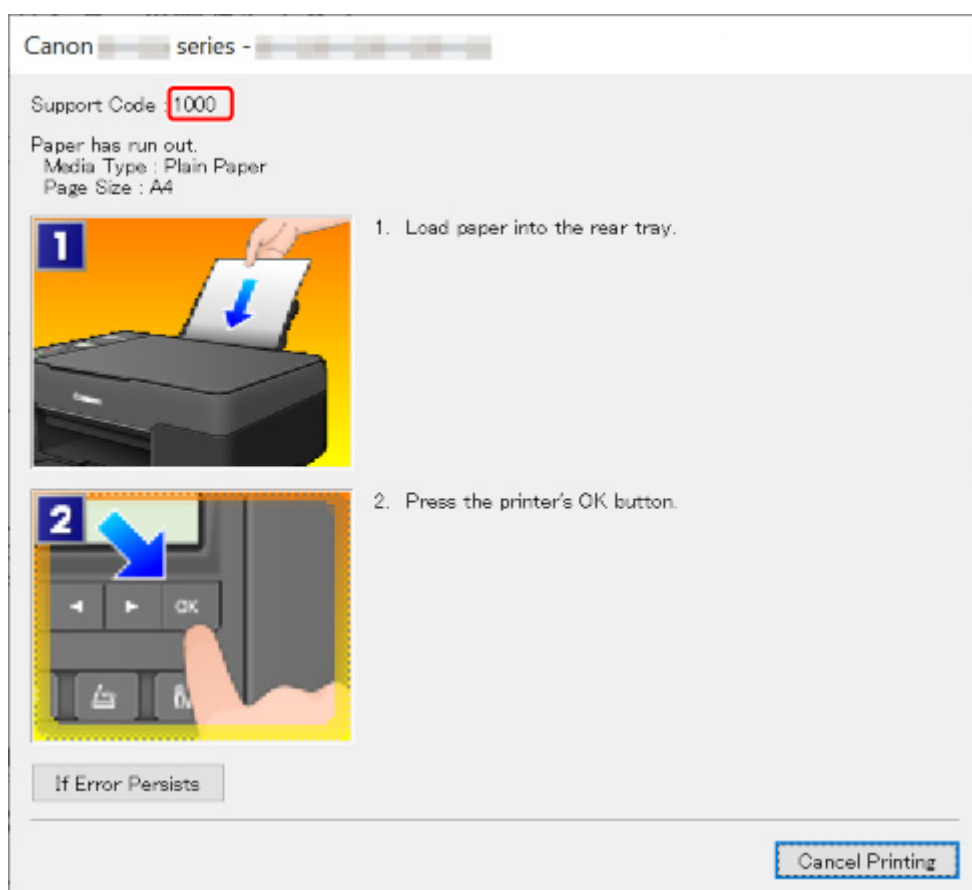 Canon series -
Support Code : 1000
Paper has run out.
Media Type : Plain Paper
Page Size : A4
1
1. Load paper into the rear tray.
2
2. Press the printer's OK button.
OK
If Error Persists
Cancel Printing